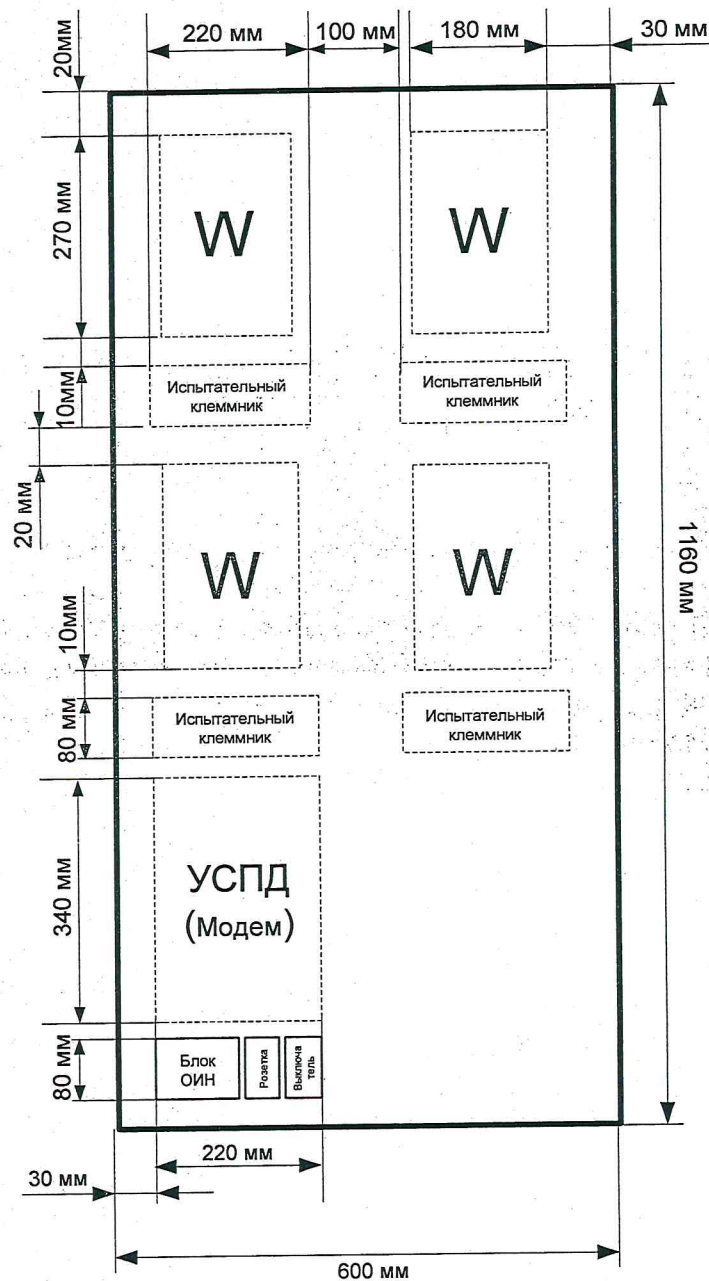 220 мм
100 мм
180 мм
30 мм
20мм
270 мм
W
W
10мм
Испытательный
клеммник
Испытательный
клеммник
20 мм
W
W
1160 мм
10мм
80 мм
Испытательный
клеммник
Испытательный
клеммник
340 мм
УСПД
(Модем)
80 мм
Блок
ОИН
Розетка
Выключа
тель
220 мм
30 мм
600 мм